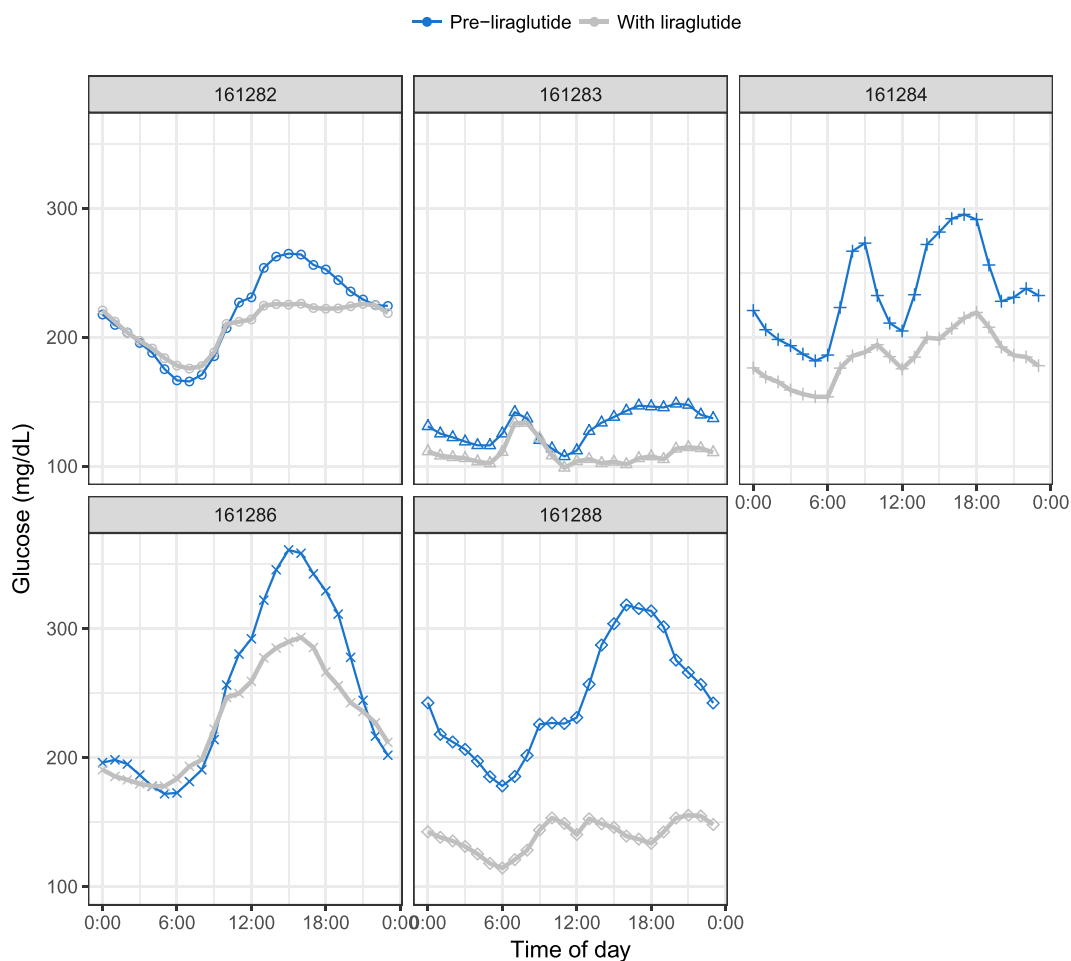 Pre−liraglutide With liraglutide
161282 161283 161284
300
200
100
0:00 6:00 12:00 18:00 0:00
161286 161288
300
200
100
0:00 6:00 12:00 18:00 0:00 0:00 6:00 12:00 18:00 0:00
Time of day
Glucose (mg/dL)